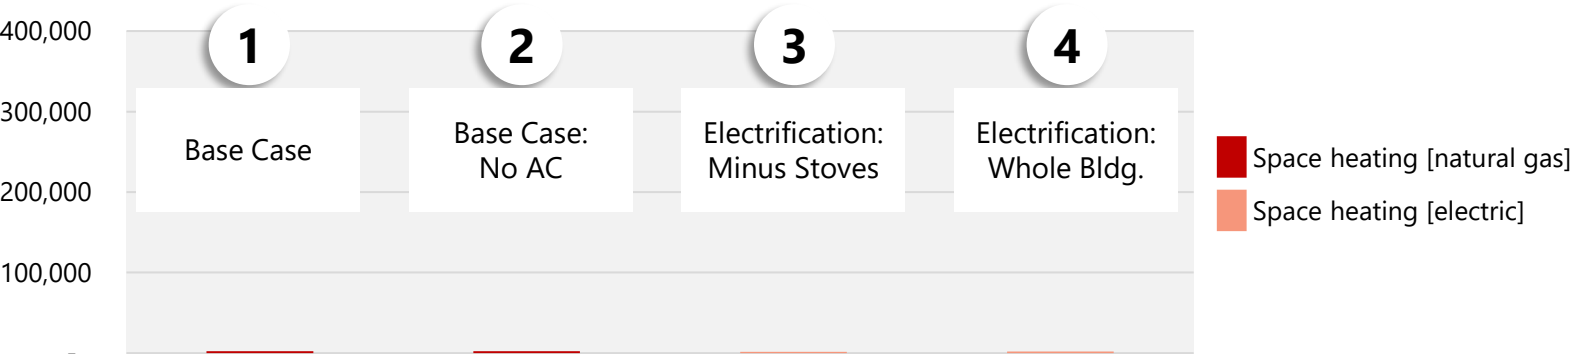 400,000
300,000
200,000
100,000
1
2
3
4
Base Case
Base Case:
No AC
Electrification:
Minus Stoves
Electrification:
Whole Bldg.
Space heating [natural gas]
Space heating [electric]